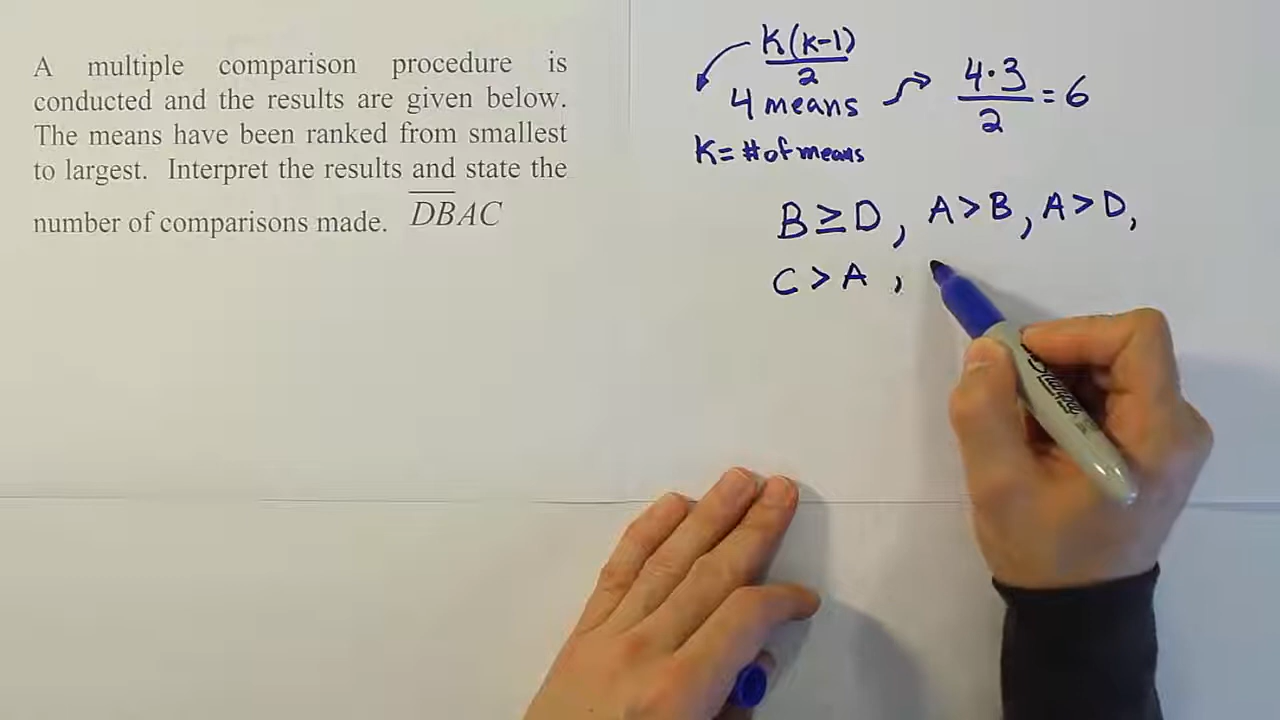 A multiple comparison procedure is
conducted and the results are given below.
The means have been ranked from smallest
to largest. Interpret the results and state the
number of comparisons made. D̅B̅AC
k(k-1)
2
4 means
4·3
2
=6
K= # of means
B ≥ D, A > B, A > D,
C > A ,
Sharpie